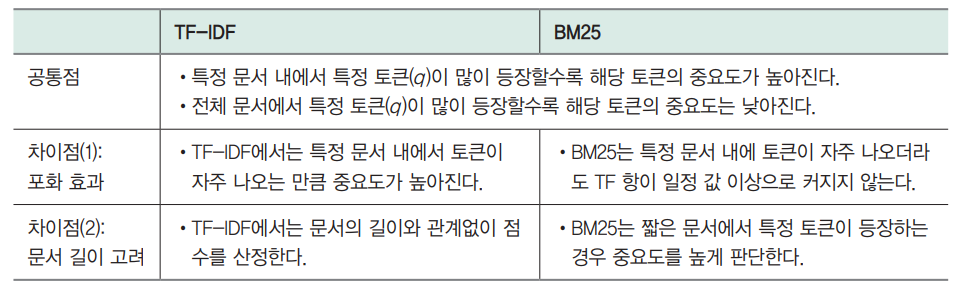 TF-IDF BM25
공통점 • 특정 문서 내에서 특정 토큰(q)이 많이 등장할수록 해당 토큰의 중요도가 높아진다.
• 전체 문서에서 특정 토큰(q)이 많이 등장할수록 해당 토큰의 중요도는 낮아진다.
차이점(1):
포화 효과
• TF-IDF에서는 특정 문서 내에서 토큰이
자주 나오는 만큼 중요도가 높아진다.
• BM25는 특정 문서 내에 토큰이 자주 나오더라
도 TF 항이 일정 값 이상으로 커지지 않는다.
차이점(2):
문서 길이 고려
• TF-IDF에서는 문서의 길이와 관계없이 점
수를 산정한다.
• BM25는 짧은 문서에서 특정 토큰이 등장하는
경우 중요도를 높게 판단한다.